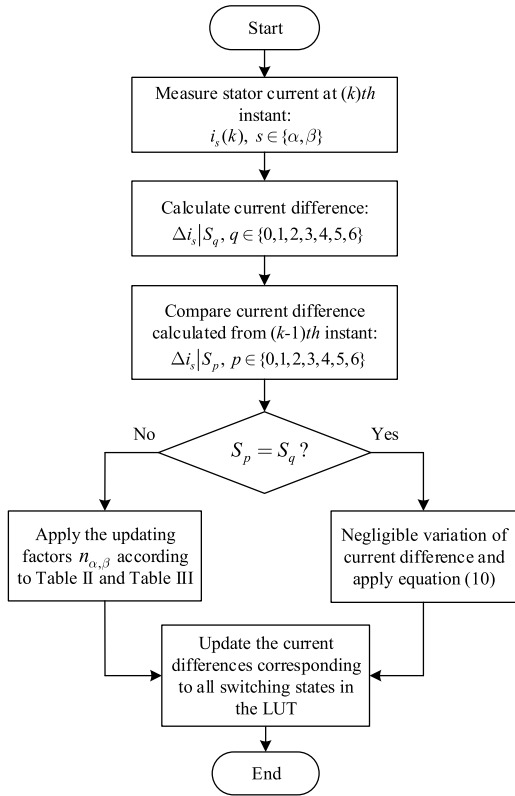 Start
Measure stator current at (k)th
instant:
i_s(k), s ∈ {α, β}
Calculate current difference:
Δi_s|S_q, q ∈ {0,1,2,3,4,5,6}
Compare current difference
calculated from (k-1)th instant:
Δi_s|S_p, p ∈ {0,1,2,3,4,5,6}
No
S_p = S_q ?
Yes
Apply the updating
factors n_α,β according
to Table II and Table III
Negligible variation of
current difference and
apply equation (10)
Update the current
differences corresponding
to all switching states in
the LUT
End